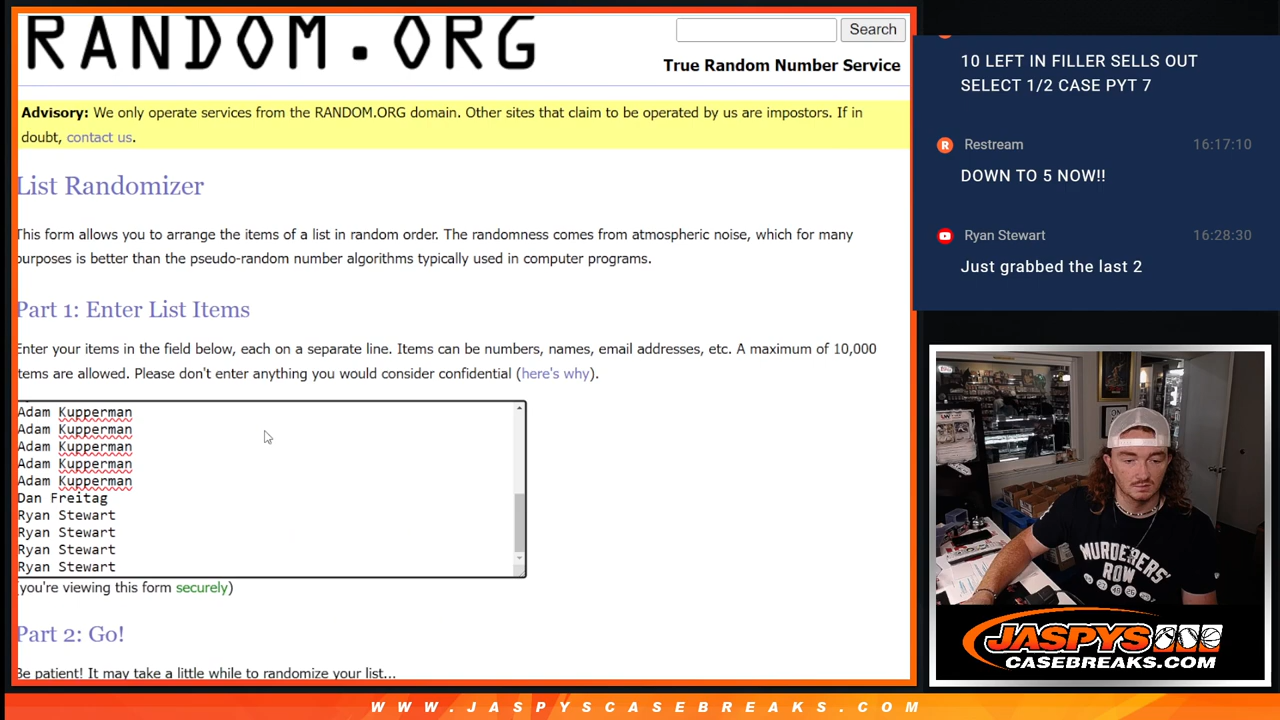 RANDOM.ORG
Search
True Random Number Service
Advisory: We only operate services from the RANDOM.ORG domain. Other sites that claim to be operated by us are impostors. If in
doubt, contact us.
List Randomizer
This form allows you to arrange the items of a list in random order. The randomness comes from atmospheric noise, which for many
purposes is better than the pseudo-random number algorithms typically used in computer programs.
Part 1: Enter List Items
Enter your items in the field below, each on a separate line. Items can be numbers, names, email addresses, etc. A maximum of 10,000
items are allowed. Please don't enter anything you would consider confidential (here's why).
Adam Kupperman
Adam Kupperman
Adam Kupperman
Adam Kupperman
Adam Kupperman
Dan Freitag
Ryan Stewart
Ryan Stewart
Ryan Stewart
Ryan Stewart
(you're viewing this form securely)
Part 2: Go!
Be patient! It may take a little while to randomize your list...
10 LEFT IN FILLER SELLS OUT
SELECT 1/2 CASE PYT 7
Restream 16:17:10
DOWN TO 5 NOW!!
Ryan Stewart 16:28:30
Just grabbed the last 2
MURDERERS'
ROW
JASPYS
CASEBREAKS.COM
WWW.JASPYSCASEBREAKS.COM